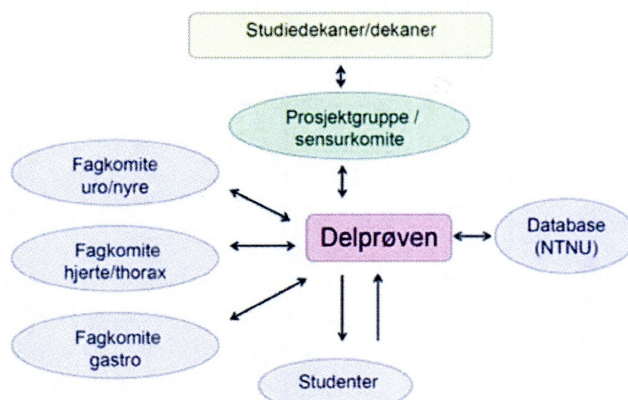 Studiedekaner/dekaner
Prosjektgruppe /
sensurkomite
Fagkomite
uro/nyre
Fagkomite
hjerte/thorax
Fagkomite
gastro
Delprøven
Database
(NTNU)
Studenter